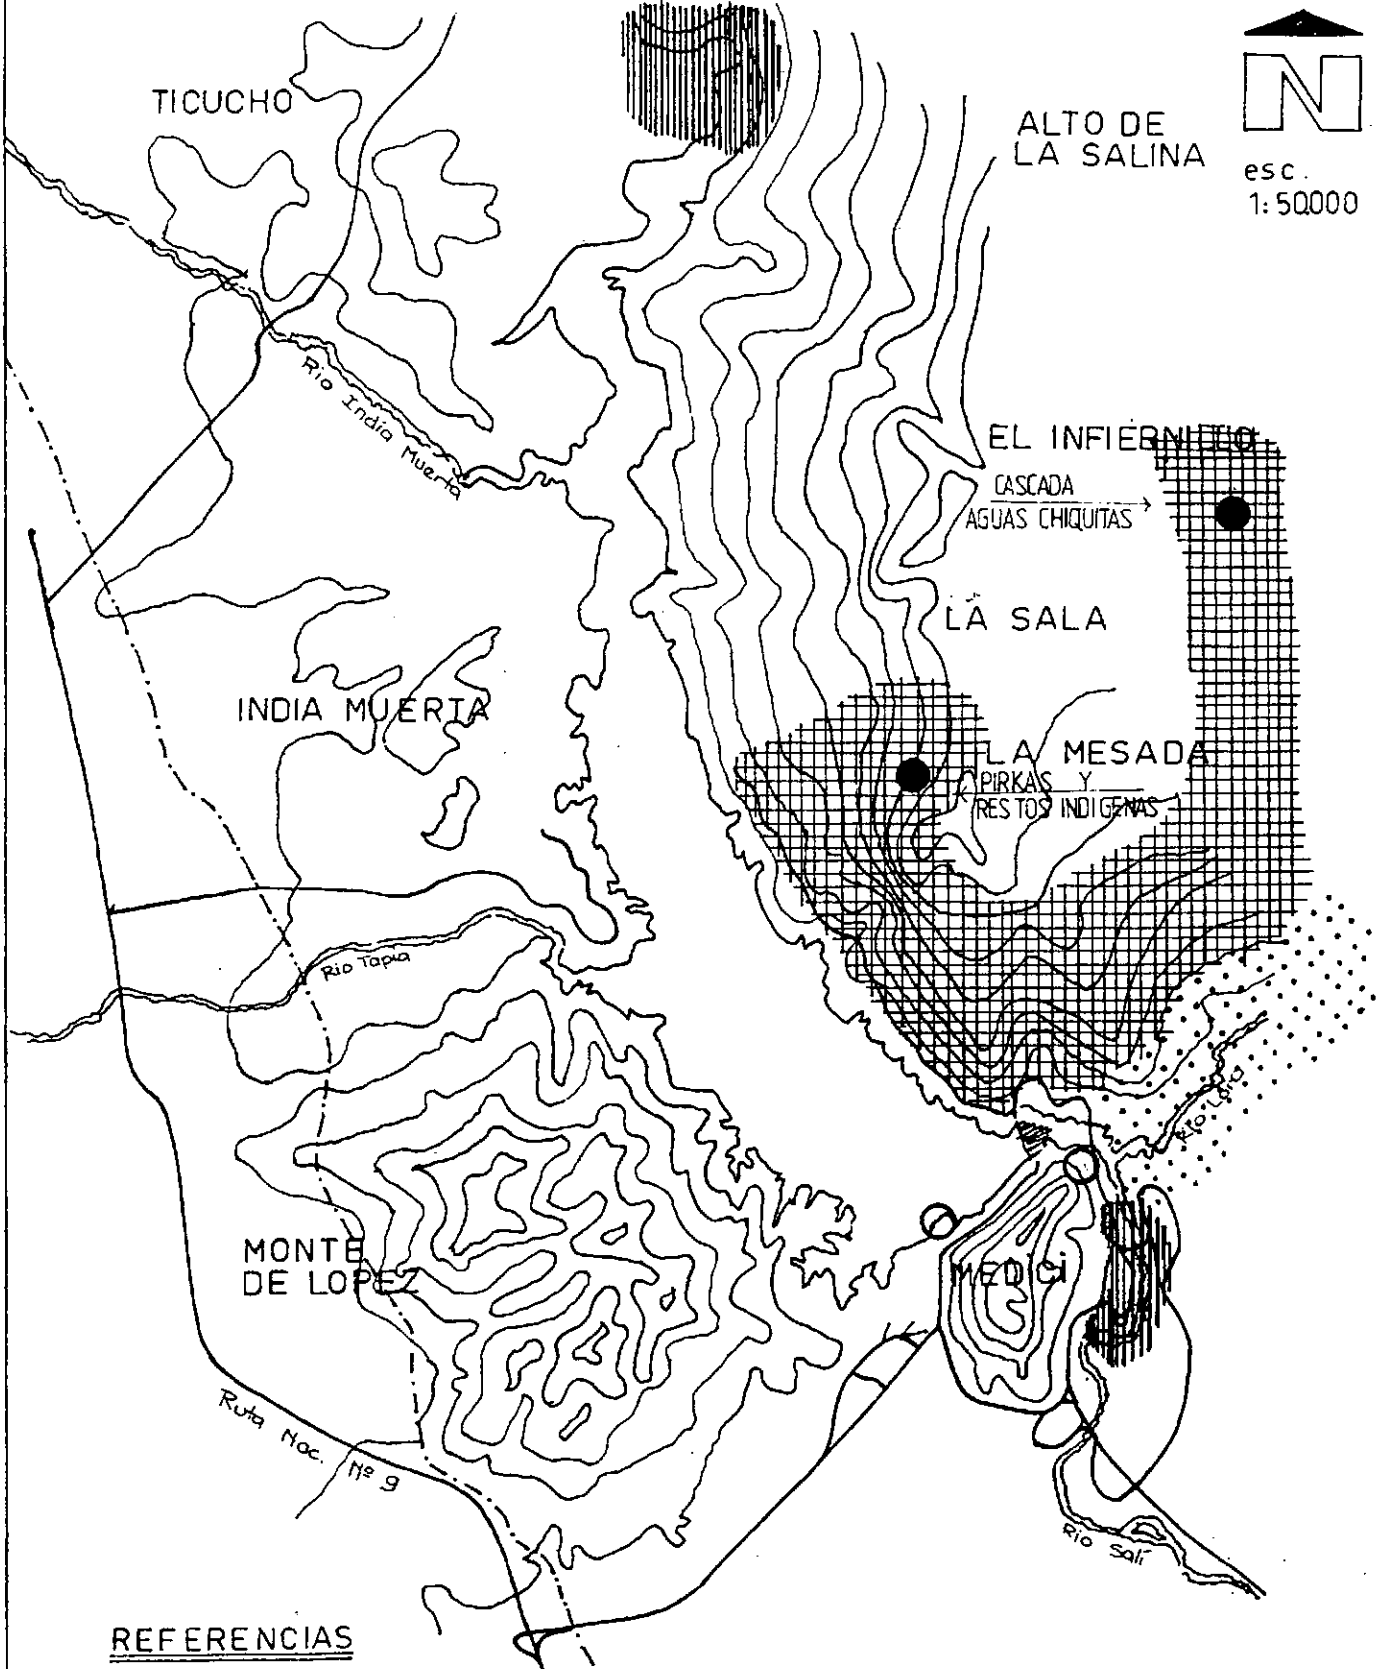 TICUCHO
N
ALTO DE
LA SALINA
esc.
1:50000
Rio India Muerta
EL INFIERNILLO
CASCADA
AGUAS CHIQUITAS
LA SALA
INDIA MUERTA
LA MESADA
PIRKAS Y
RESTOS INDIGENAS
Rio Tapia
Rio Loro
MONTE
DE LOPEZ
MEDICI
Ruta Nac. Nº 9
Rio Salí
REFERENCIAS